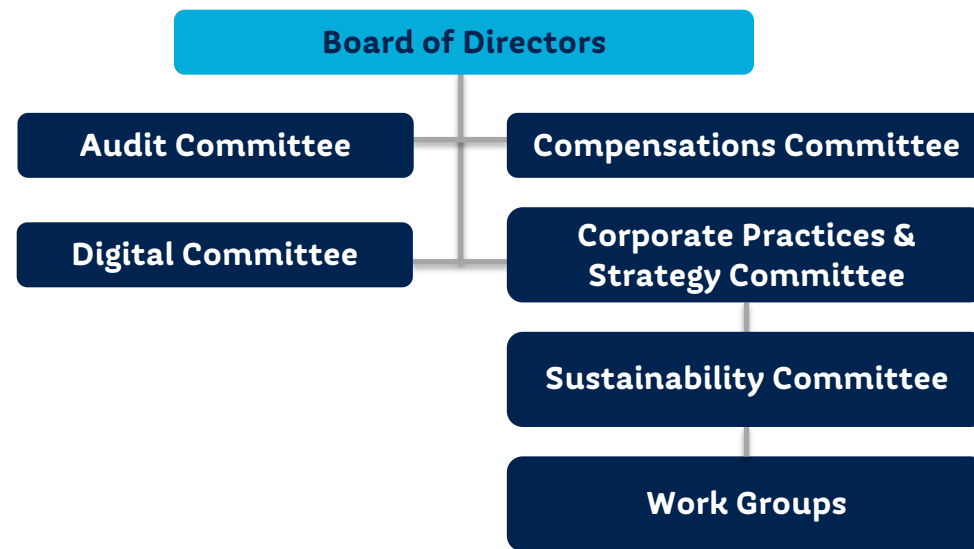 Board of Directors
Audit Committee
Compensations Committee
Digital Committee
Corporate Practices &
Strategy Committee
Sustainability Committee
Work Groups